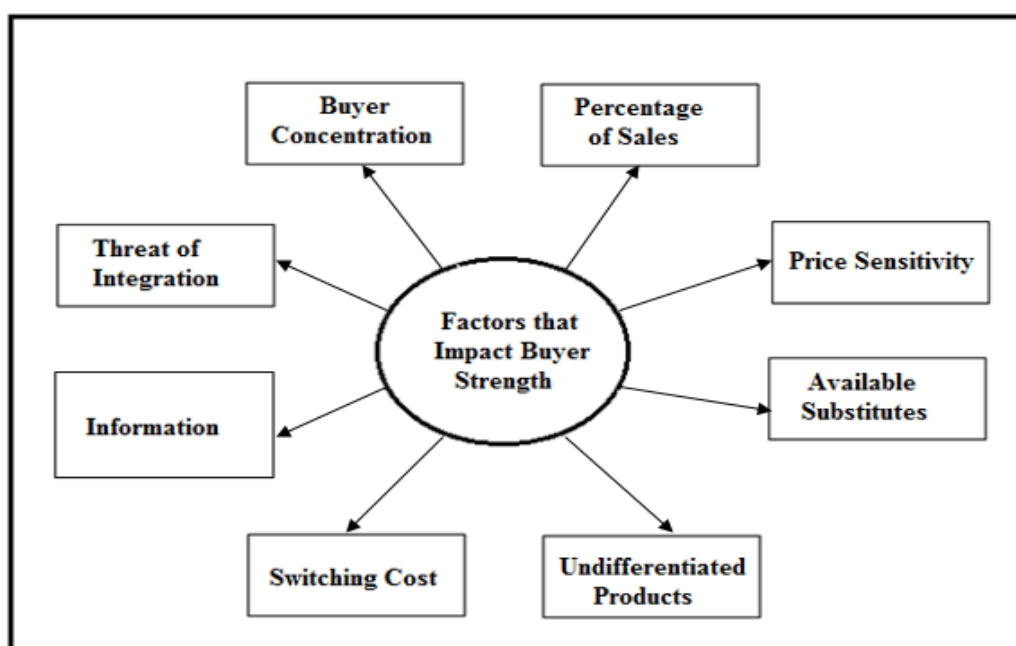 Buyer
Concentration
Percentage
of Sales
Threat of
Integration
Price Sensitivity
Factors that
Impact Buyer
Strength
Information
Available
Substitutes
Switching Cost
Undifferentiated
Products